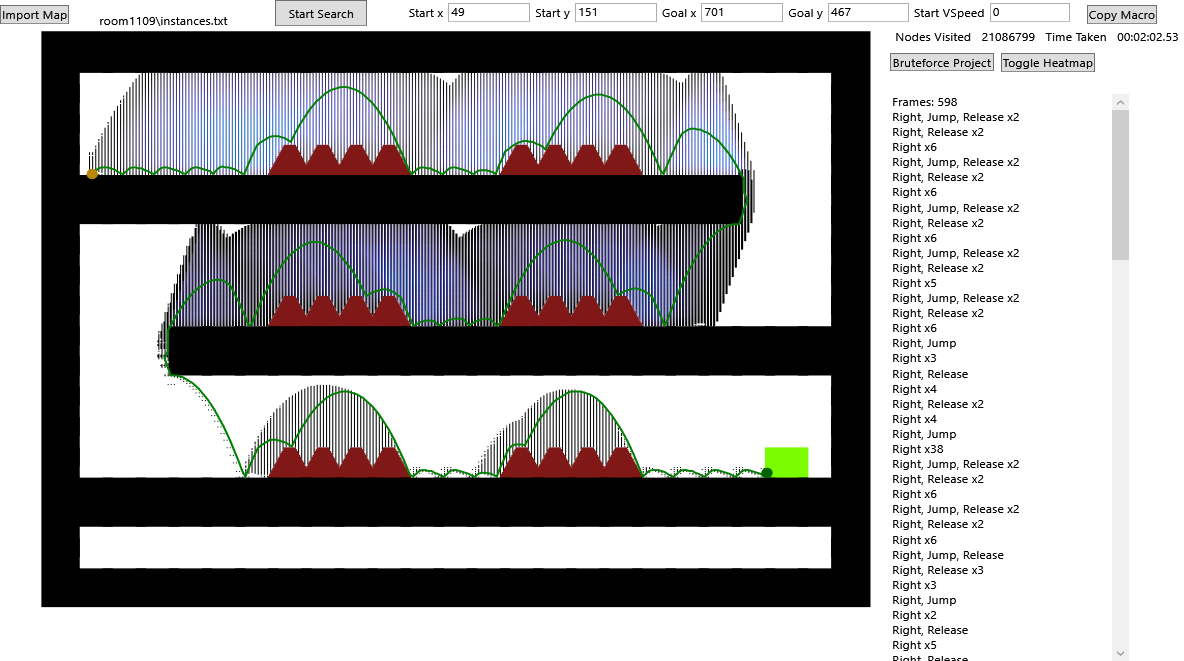 Import Map
room1109\instances.txt
Start Search
Start x 49 Start y 151 Goal x 701 Goal y 467 Start VSpeed 0
Copy Macro
Nodes Visited 21086799 Time Taken 00:02:02.53
Bruteforce Project Toggle Heatmap
Frames: 598
Right, Jump, Release x2
Right, Release x2
Right x6
Right, Jump, Release x2
Right, Release x2
Right x6
Right, Jump, Release x2
Right, Release x2
Right x6
Right, Jump, Release x2
Right, Release x2
Right x5
Right, Jump, Release x2
Right, Release x2
Right x6
Right, Jump
Right x3
Right, Release
Right x4
Right, Release x2
Right x4
Right, Jump
Right x38
Right, Jump, Release x2
Right, Release x2
Right x6
Right, Jump, Release x2
Right, Release x2
Right x6
Right, Jump, Release
Right, Release x3
Right x3
Right, Jump
Right x2
Right, Release
Right x5
Right, Release